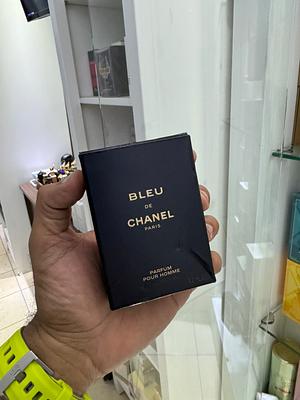 BLEU
DE
CHANEL
PARIS
PARFUM
POUR HOMME